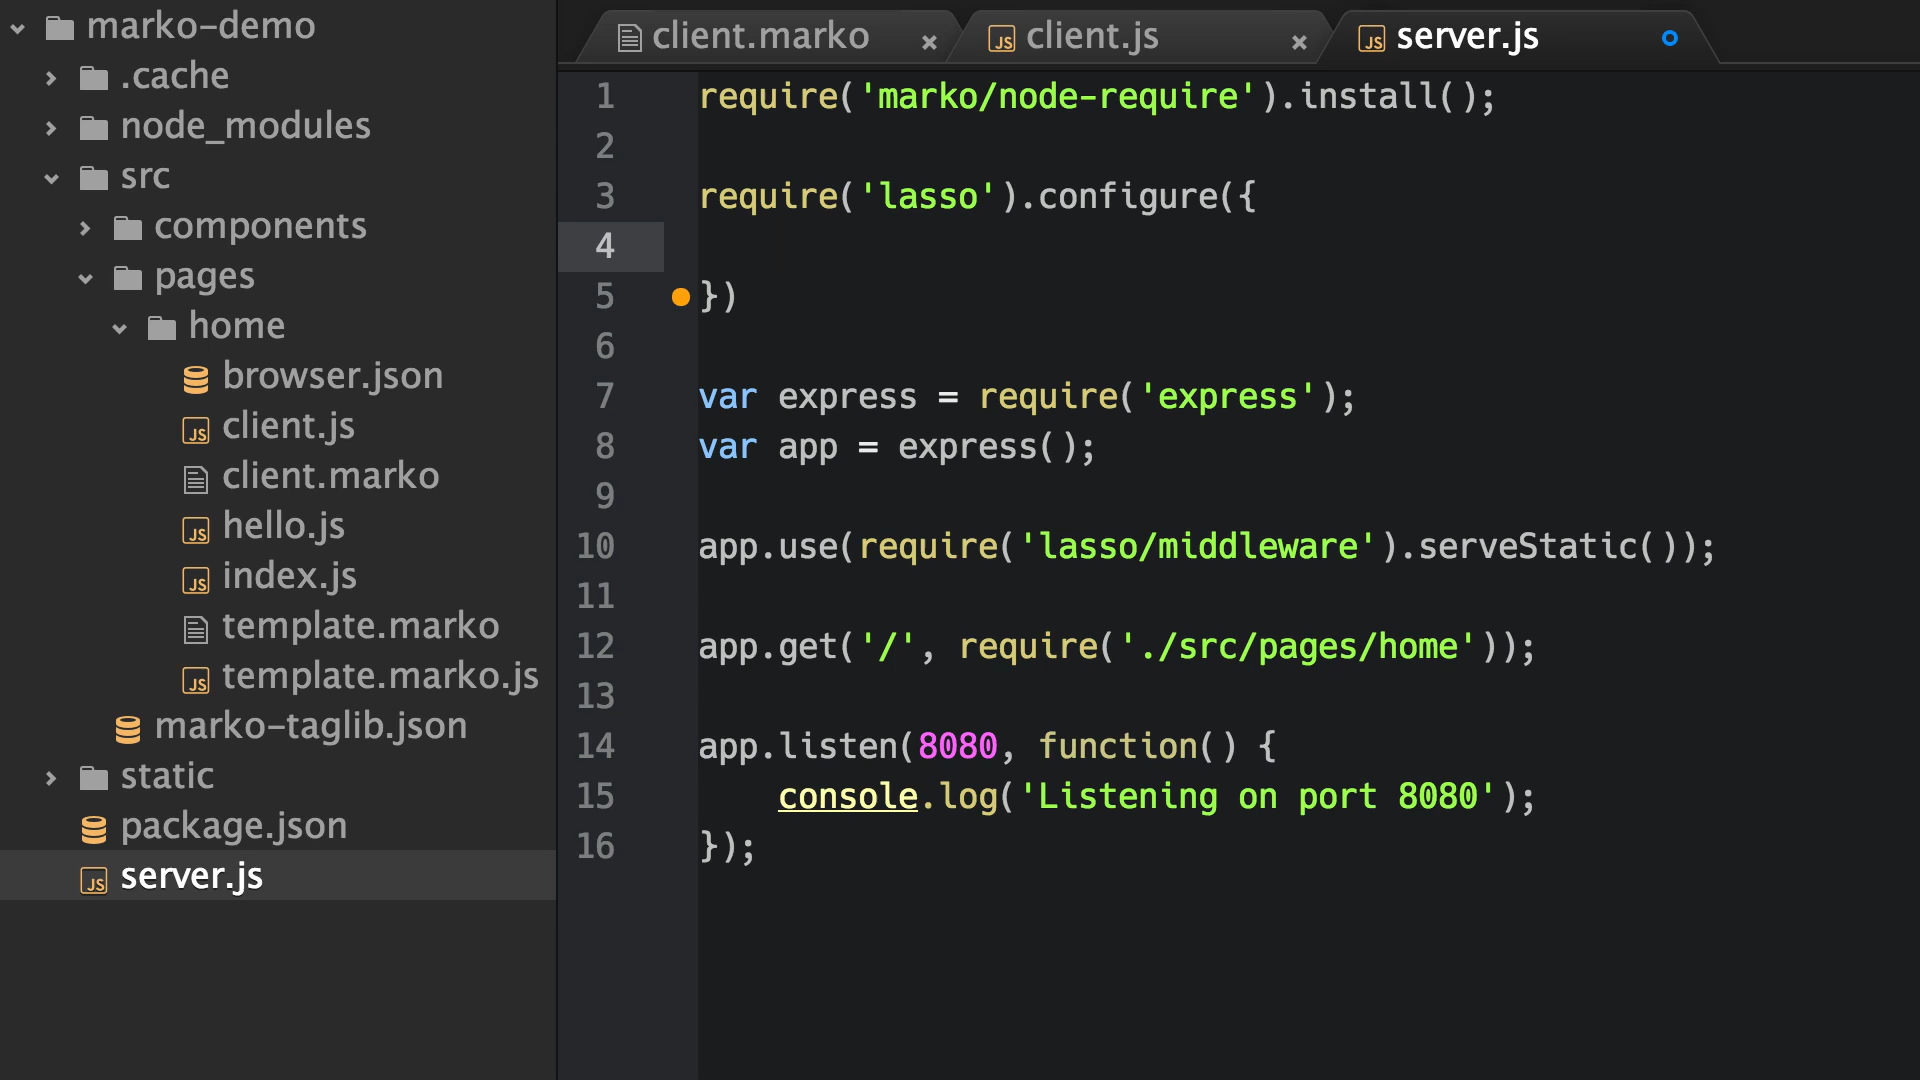 marko-demo
.cache
node_modules
src
components
pages
home
browser.json
client.js
client.marko
hello.js
index.js
template.marko
template.marko.js
marko-taglib.json
static
package.json
server.js
client.marko
client.js
server.js
1 require('marko/node-require').install();
2
3 require('lasso').configure({
4
5 })
6
7 var express = require('express');
8 var app = express();
9
10 app.use(require('lasso/middleware').serveStatic());
11
12 app.get('/', require('./src/pages/home'));
13
14 app.listen(8080, function() {
15     console.log('Listening on port 8080');
16 });